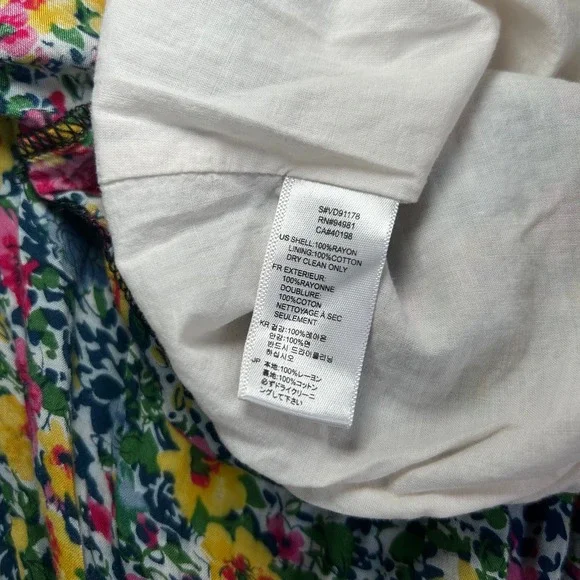 S#VD91178
RN#94981
CA#40198
US SHELL:100%RAYON
LINING:100%COTTON
DRY CLEAN ONLY
FR EXTERIEUR:
100%RAYONNE
DOUBLURE:
100%COTON
NETTOYAGE À SEC
SEULEMENT
KR 겉감:100%레이온
안감:100%면
반드시 드라이클리닝
하십시오
JP 本地:100%レーヨン
裏地:100%コットン
必ずドライクリーニ
ングして下さい